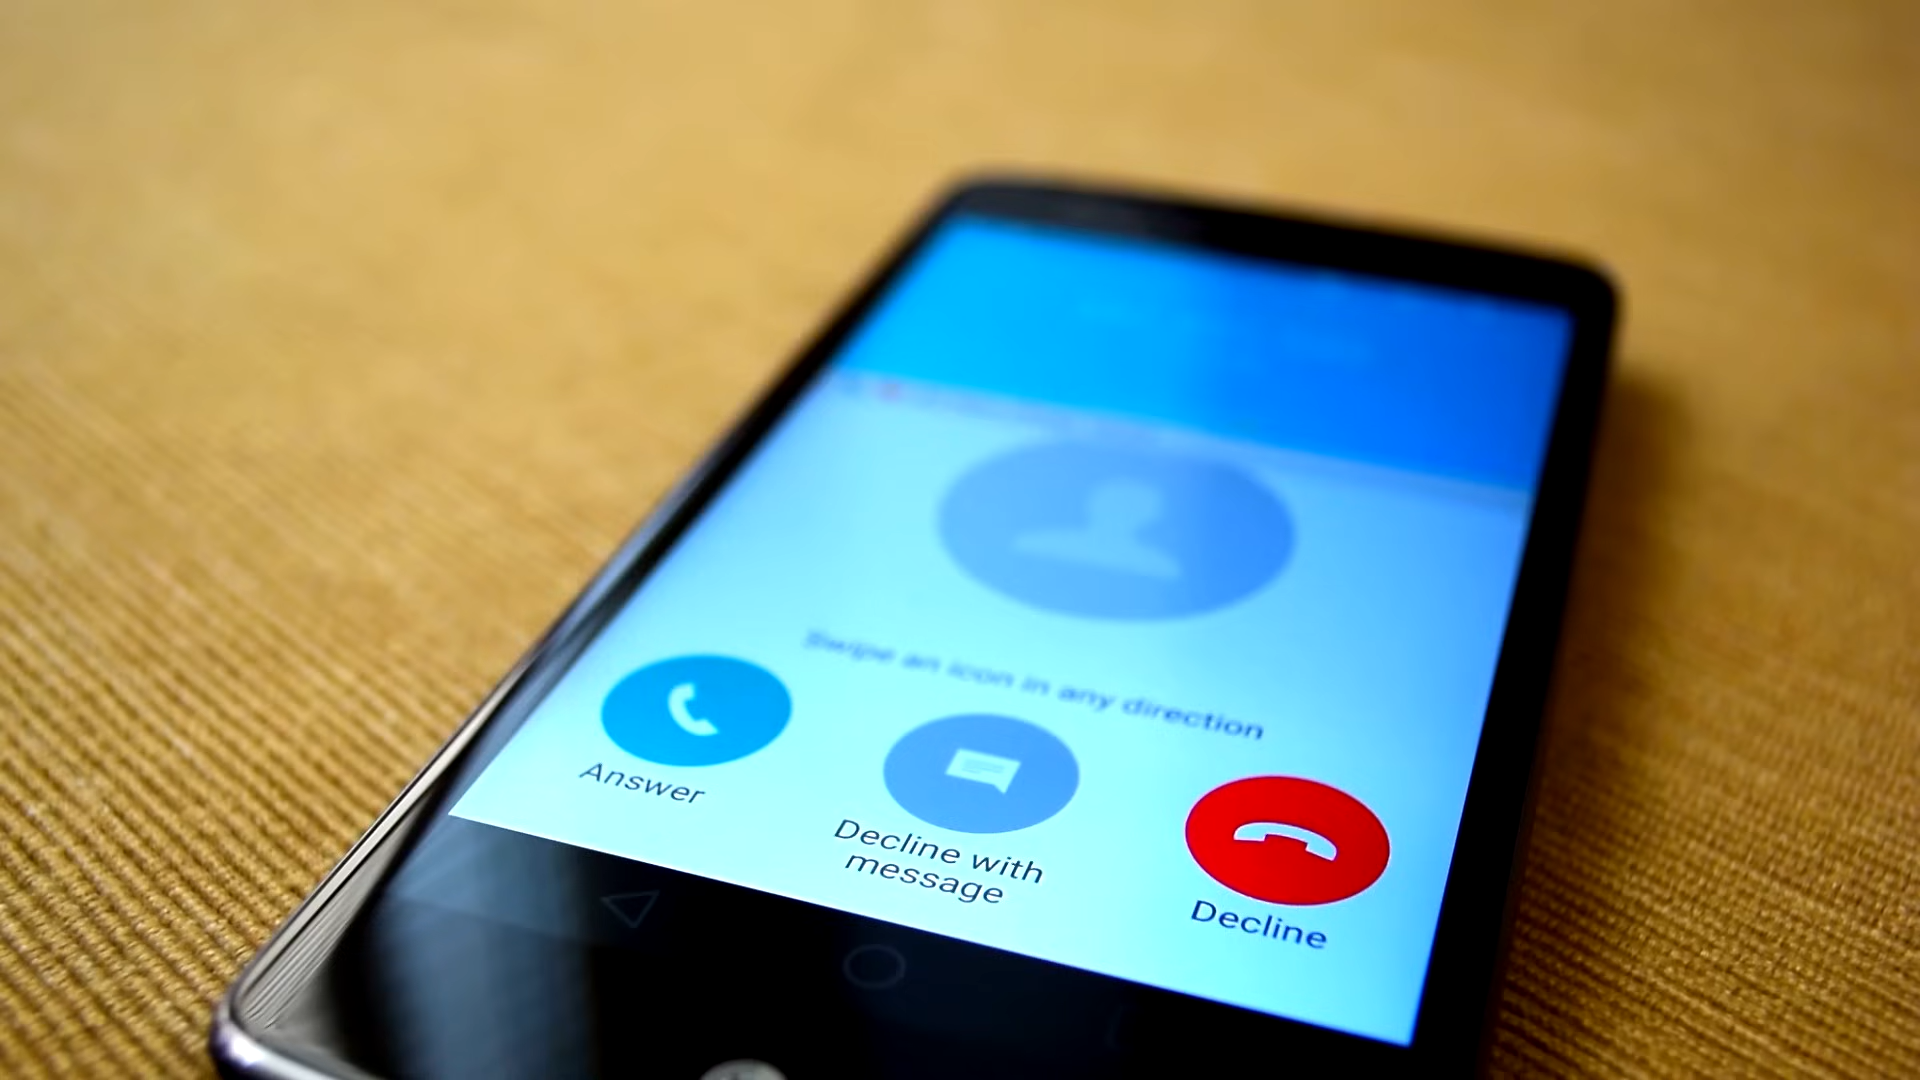 Swipe an icon in any direction
Answer
Decline with
message
Decline